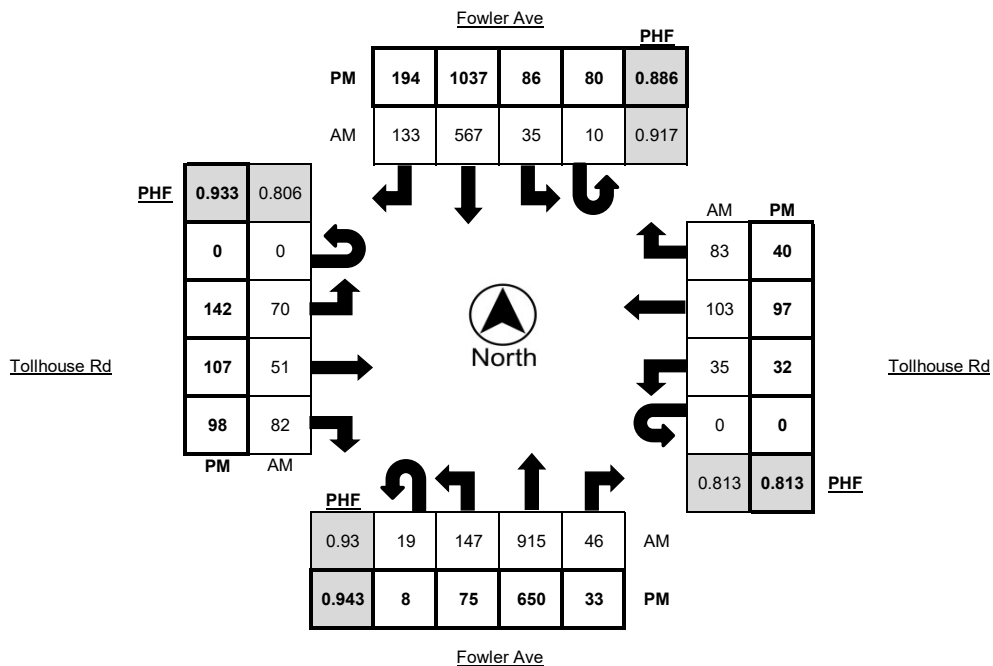 Fowler Ave
PHF
PM 194 1037 86 80 0.886
AM 133 567 35 10 0.917
PHF 0.933 0.806
0 0
142 70
107 51
98 82
PM AM
Tollhouse Rd
North
AM PM
83 40
103 97
35 32
0 0
0.813 0.813 PHF
Tollhouse Rd
PHF
0.93 19 147 915 46 AM
0.943 8 75 650 33 PM
Fowler Ave